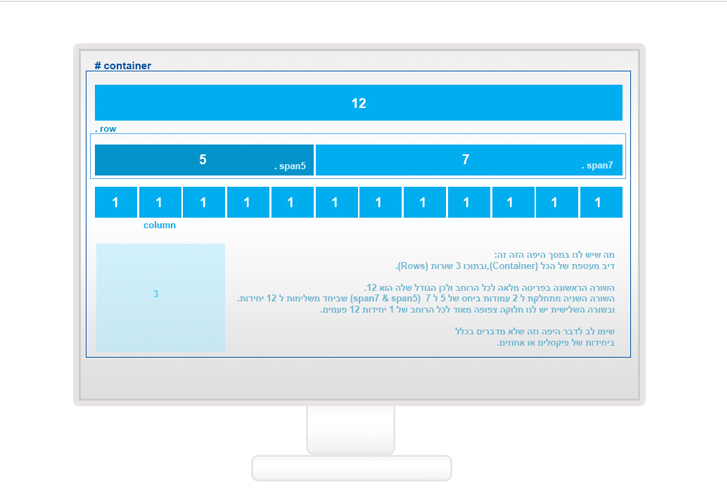 # container
12
. row
5
. span5
7
. span7
1 1 1 1 1 1 1 1 1 1 1 1
column
3
מה שיש לנו במסך היפה הזה זה:
דיב מעטפת של הכל (Container),ובתוכו 3 שורות (Rows).
השורה הראשונה בפריסה מלאה לכל הרוחב ולכן הגודל שלה הוא 12.
השורה השניה מתחלקת ל 2 עמודות ביחס של 5 ל 7 (span7 & span5) שביחד משלימות ל 12 יחידות.
ובשורה השלישית יש לנו חלוקה צפופה מאוד לכל הרוחב של 1 יחידות 12 פעמים.
שימו לב לדבר היפה וזה שלא מדברים בכלל
ביחידות של פיקסלים או אחוזים.